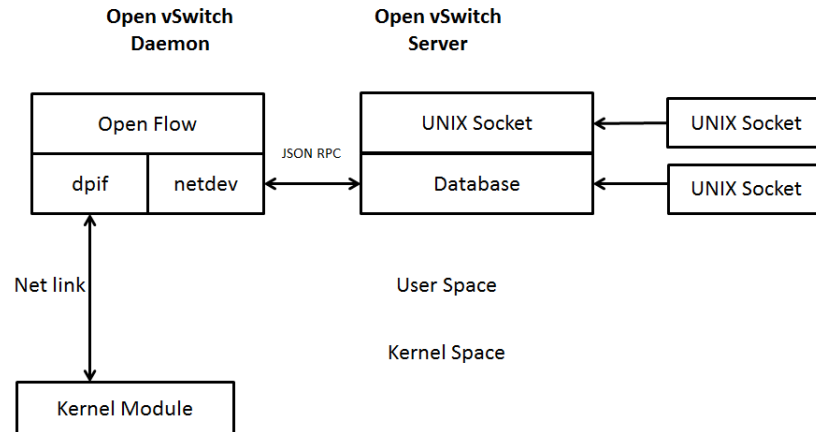 Open vSwitch
Daemon
Open vSwitch
Server
Open Flow
dpif
netdev
JSON RPC
UNIX Socket
Database
UNIX Socket
UNIX Socket
Net link
User Space
Kernel Space
Kernel Module